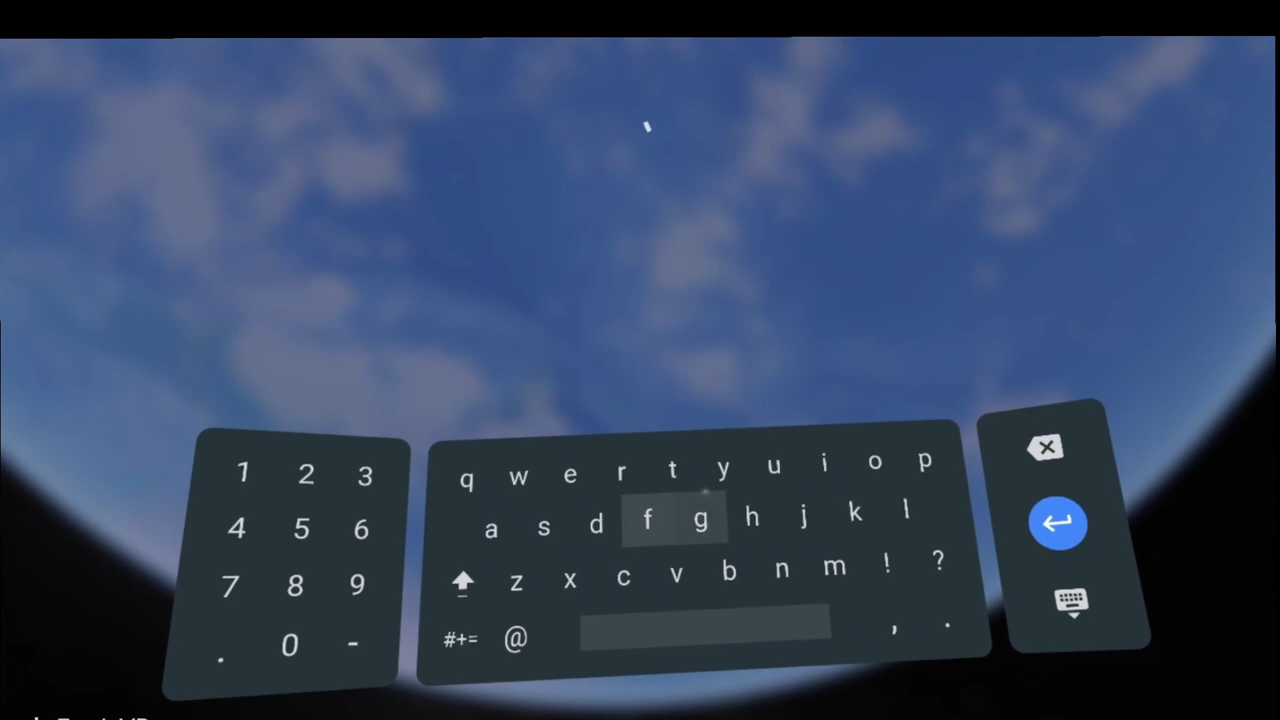 1 2 3
4 5 6
7 8 9
. 0 -
q w e r t y u i o p
a s d f g h j k l
z x c v b n m ! ?
#+= @ , .